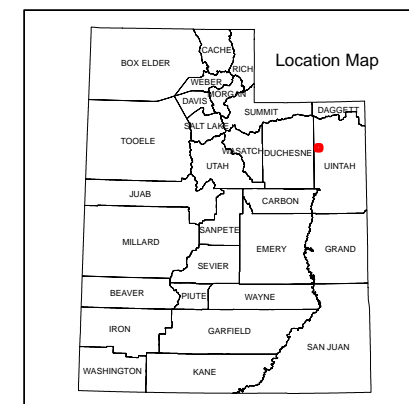 Location Map
CACHE
BOX ELDER
RICH
WEBER
MORGAN
DAVIS
SUMMIT
DAGGETT
SALT LAKE
TOOELE
WASATCH
DUCHESNE
UTAH
UINTAH
JUAB
CARBON
SANPETE
MILLARD
EMERY
GRAND
SEVIER
BEAVER
PIUTE
WAYNE
IRON
GARFIELD
SAN JUAN
WASHINGTON
KANE